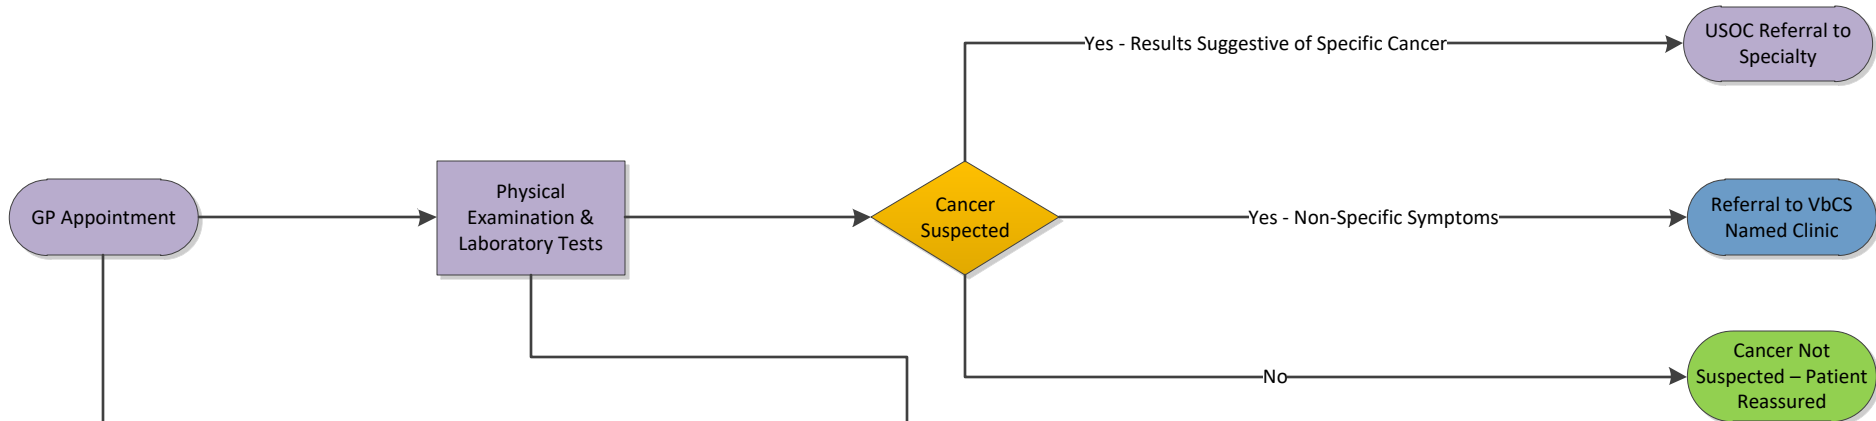 Yes - Results Suggestive of Specific Cancer
USOC Referral to
Specialty
GP Appointment
Physical
Examination &
Laboratory Tests
Cancer
Suspected
Yes - Non-Specific Symptoms
Referral to VbCS
Named Clinic
No
Cancer Not
Suspected – Patient
Reassured